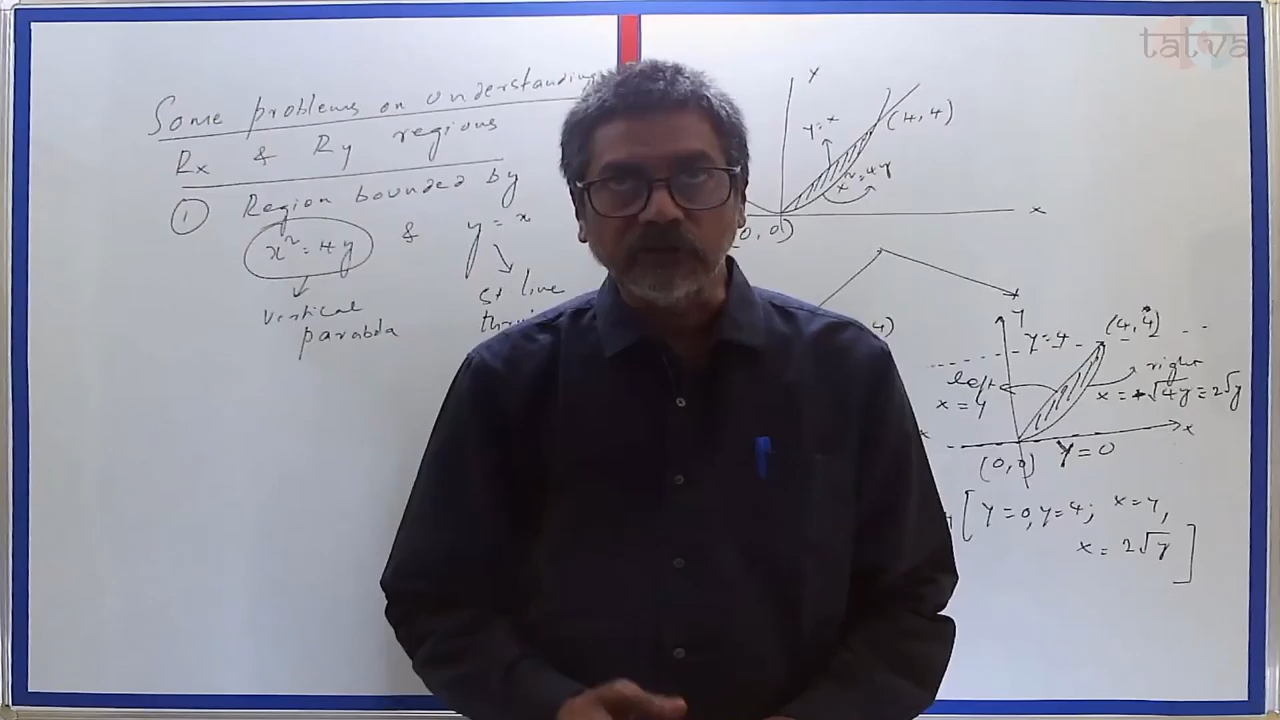 tatva
Some problems on understanding
Rx & Ry regions
① Region bounded by
x² = 4y & y = x
vertical
parabola
st line
y
(4,4)
y=x
x²=4y
x
(0,0)
4)
y
(4,4)
y=4
left
right
x = y
x = +√4y = 2√y
x
x
(0,0)
y=0
[ y=0, y=4; x=y,
x = 2√y ]